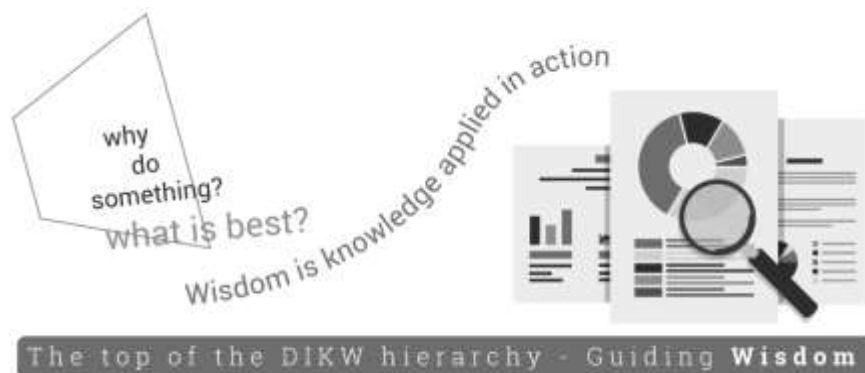 why
do
something?
what is best?
Wisdom is knowledge applied in action
The top of the DIKW hierarchy - Guiding Wisdom